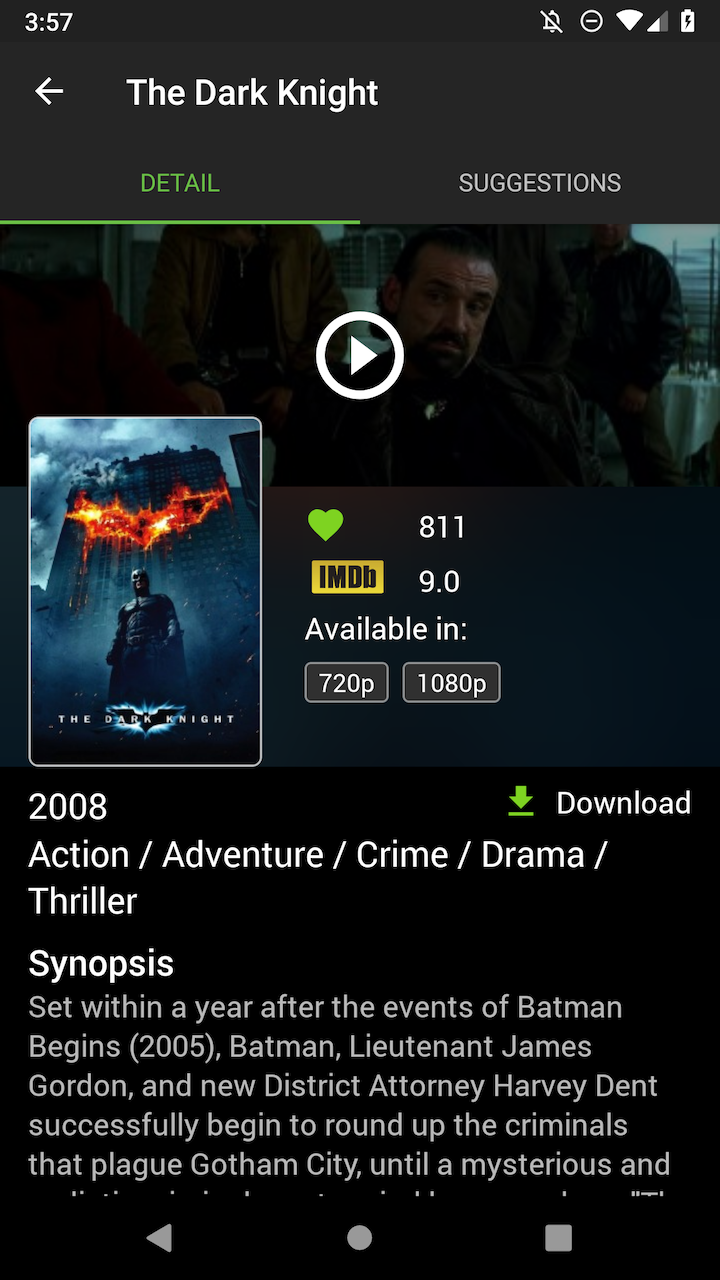 3:57
The Dark Knight
DETAIL
SUGGESTIONS
811
IMDb
9.0
Available in:
720p
1080p
THE DARK KNIGHT
2008
Download
Action / Adventure / Crime / Drama /
Thriller
Synopsis
Set within a year after the events of Batman
Begins (2005), Batman, Lieutenant James
Gordon, and new District Attorney Harvey Dent
successfully begin to round up the criminals
that plague Gotham City, until a mysterious and